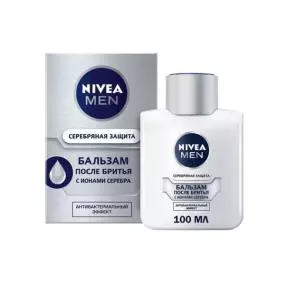 NIVEA
MEN
СЕРЕБРЯНАЯ ЗАЩИТА
БАЛЬЗАМ
ПОСЛЕ БРИТЬЯ
С ИОНАМИ СЕРЕБРА
АНТИБАКТЕРИАЛЬНЫЙ
ЭФФЕКТ
NIVEA
MEN
СЕРЕБРЯНАЯ ЗАЩИТА
БАЛЬЗАМ
ПОСЛЕ БРИТЬЯ
С ИОНАМИ СЕРЕБРА
АНТИБАКТЕРИАЛЬНЫЙ
ЭФФЕКТ
100 МЛ